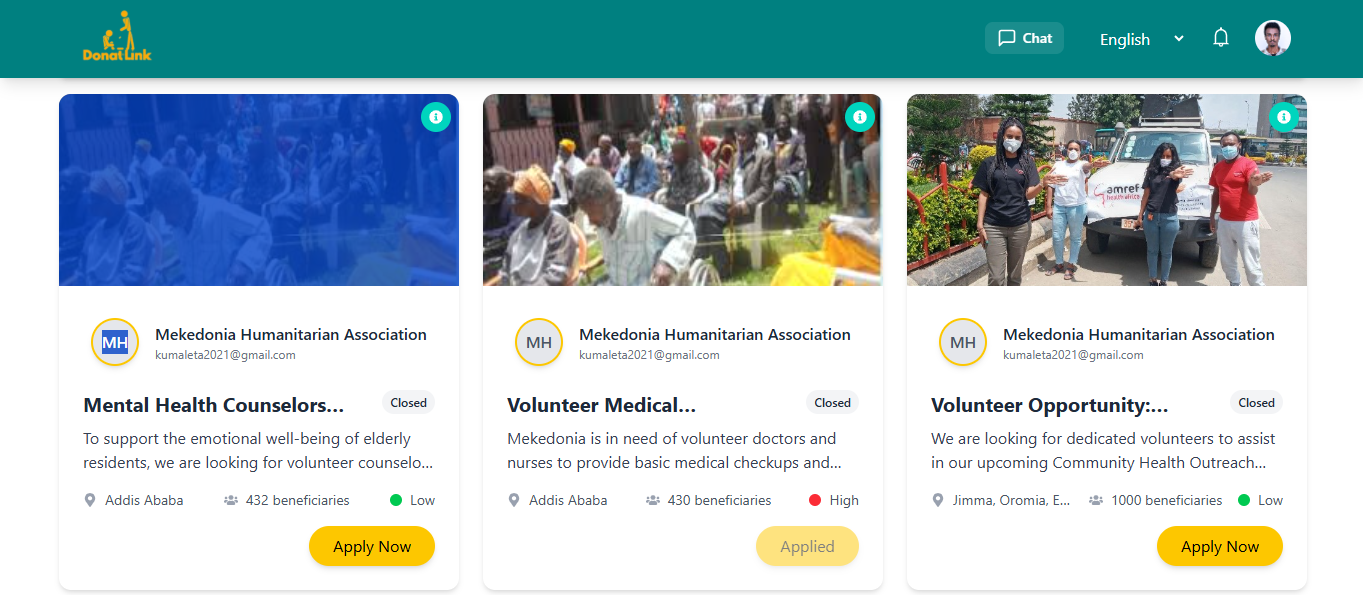 DonatLink
Chat
English
amref
health africa
MH
Mekedonia Humanitarian Association
kumaleta2021@gmail.com
Mental Health Counselors...
Closed
To support the emotional well-being of elderly
residents, we are looking for volunteer counselo...
Addis Ababa
432 beneficiaries
Low
Apply Now
MH
Mekedonia Humanitarian Association
kumaleta2021@gmail.com
Volunteer Medical...
Closed
Mekedonia is in need of volunteer doctors and
nurses to provide basic medical checkups and...
Addis Ababa
430 beneficiaries
High
Applied
MH
Mekedonia Humanitarian Association
kumaleta2021@gmail.com
Volunteer Opportunity:...
Closed
We are looking for dedicated volunteers to assist
in our upcoming Community Health Outreach...
Jimma, Oromia, E...
1000 beneficiaries
Low
Apply Now